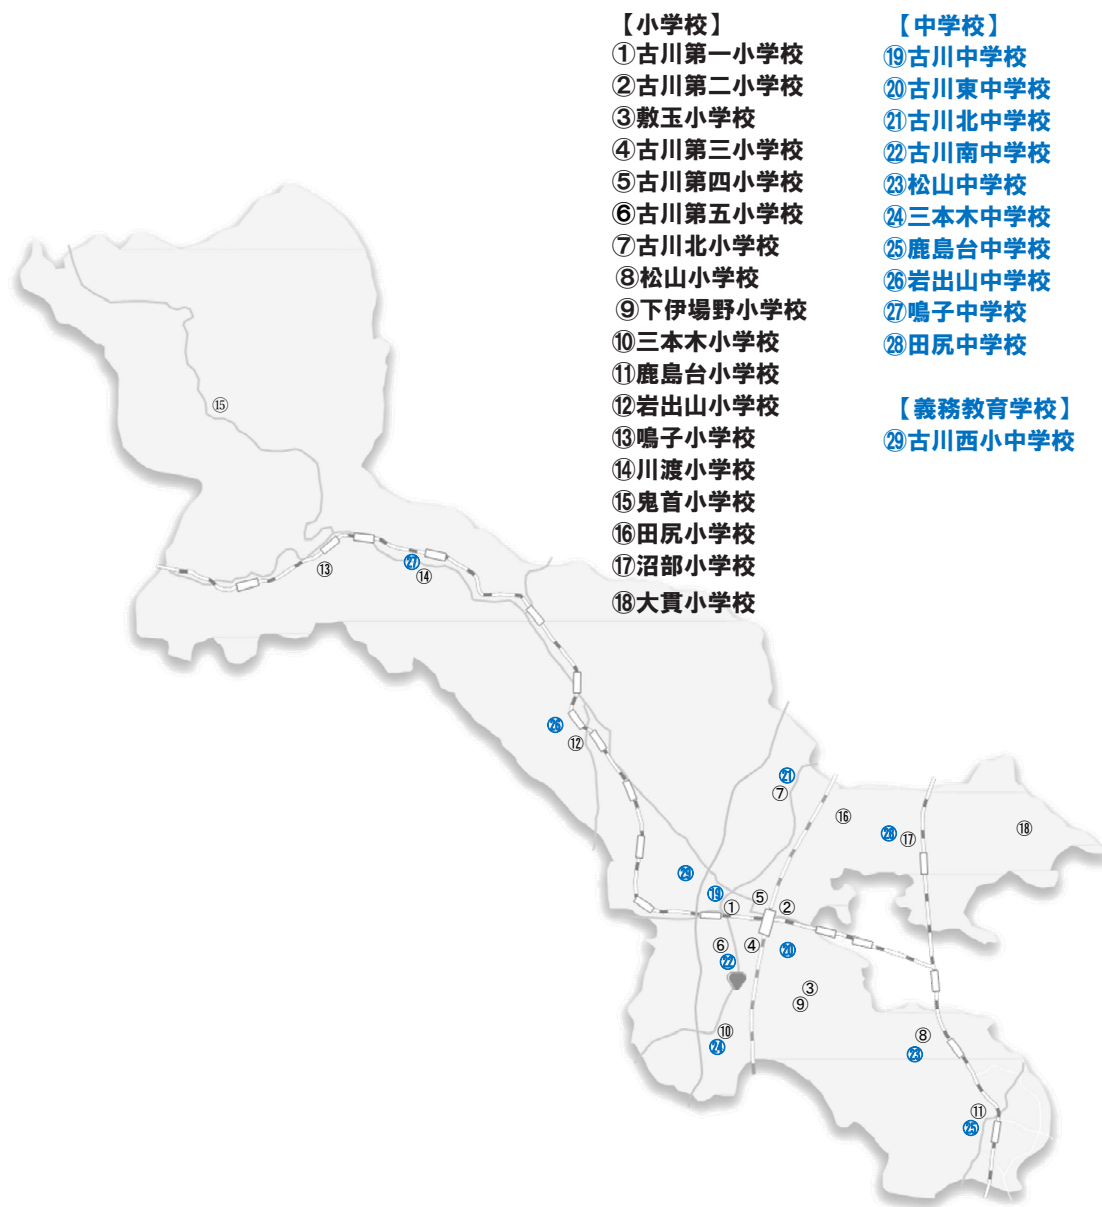 【小学校】
①古川第一小学校
②古川第二小学校
③敷玉小学校
④古川第三小学校
⑤古川第四小学校
⑥古川第五小学校
⑦古川北小学校
⑧松山小学校
⑨下伊場野小学校
⑩三本木小学校
⑪鹿島台小学校
⑫岩出山小学校
⑬鳴子小学校
⑭川渡小学校
⑮鬼首小学校
⑯田尻小学校
⑰沼部小学校
⑱大貫小学校
【中学校】
⑲古川中学校
⑳古川東中学校
㉑古川北中学校
㉒古川南中学校
㉓松山中学校
㉔三本木中学校
㉕鹿島台中学校
㉖岩出山中学校
㉗鳴子中学校
㉘田尻中学校
【義務教育学校】
㉙古川西小中学校
⑮
㉗
⑬
⑭
㉖
⑫
㉑
⑦
⑯
㉘
⑰
⑱
㉙
⑲
⑤
①
②
⑥
④
⑳
㉒
③
⑨
⑩
㉔
⑧
㉓
⑪
㉕